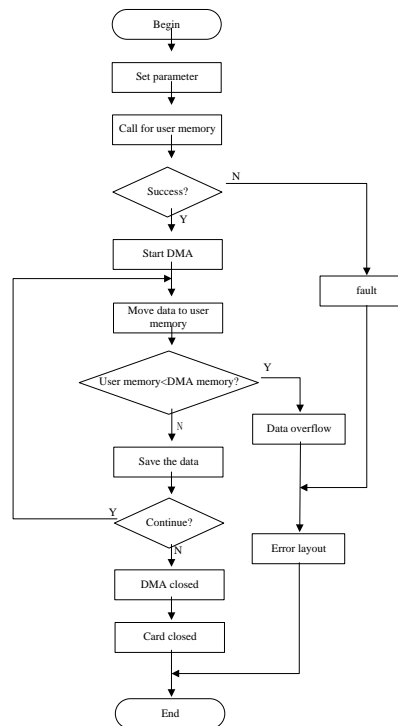 Begin
Set parameter
Call for user memory
Success?
N
Y
Start DMA
Move data to user
memory
fault
User memory<DMA memory?
Y
N
Data overflow
Save the data
Y
Continue?
N
Error layout
DMA closed
Card closed
End